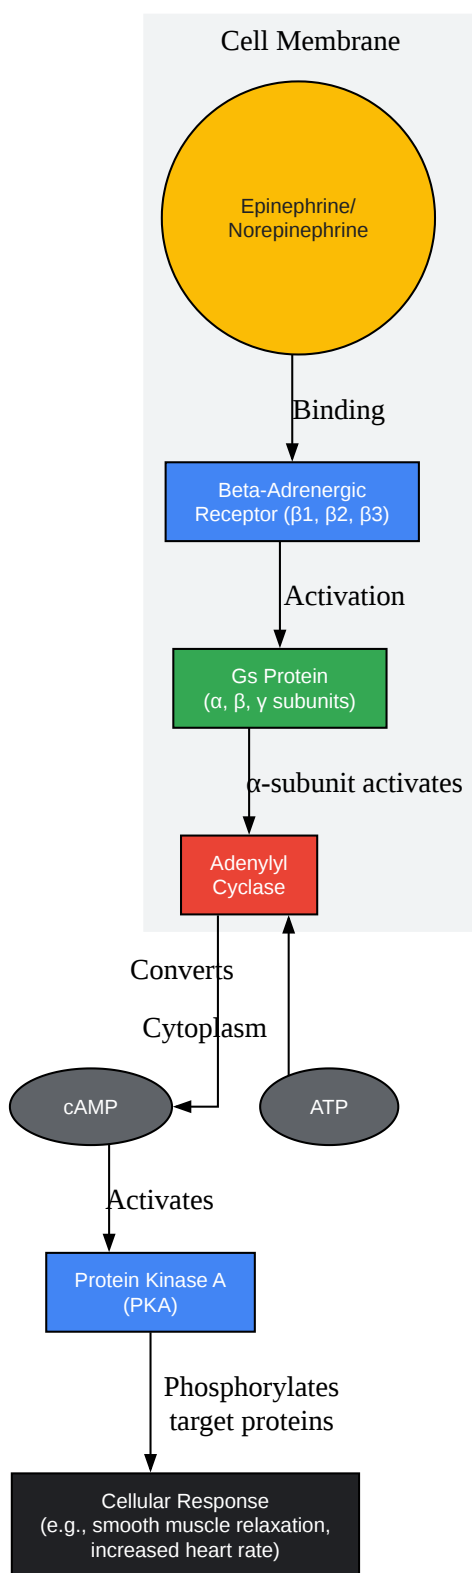 Cell Membrane
Epinephrine/
Norepinephrine
Binding
Beta-Adrenergic
Receptor (β1, β2, β3)
Activation
Gs Protein
(α, β, γ subunits)
α-subunit activates
Adenylyl
Cyclase
Converts
Cytoplasm
cAMP
ATP
Activates
Protein Kinase A
(PKA)
Phosphorylates
target proteins
Cellular Response
(e.g., smooth muscle relaxation,
increased heart rate)